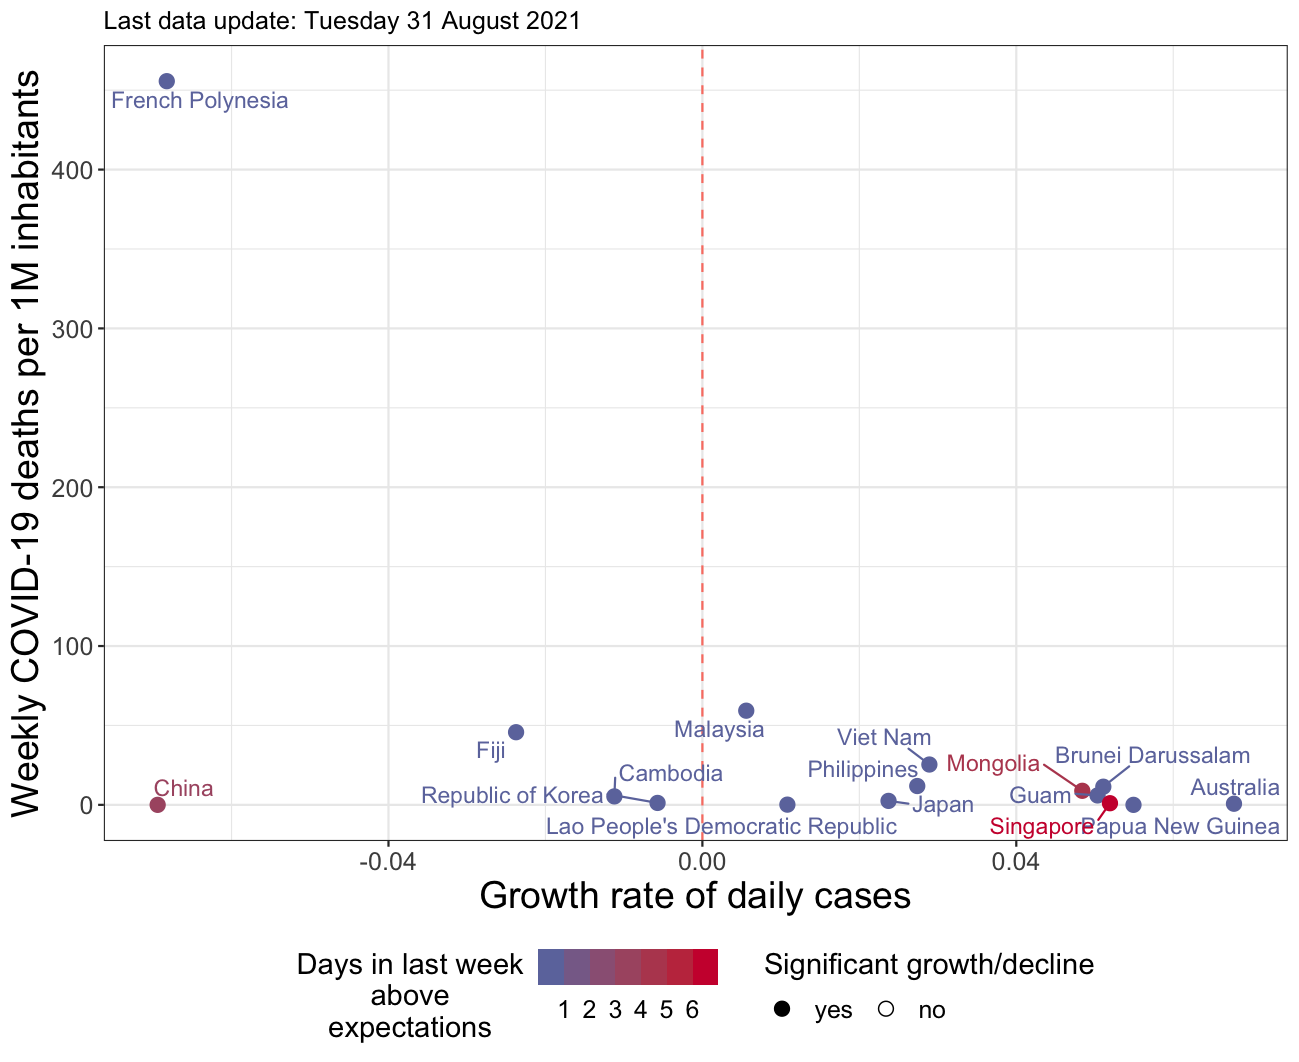 Last data update: Tuesday 31 August 2021
Weekly COVID-19 deaths per 1M inhabitants
400
300
200
100
0
French Polynesia
Malaysia
Fiji
Viet Nam
Brunei Darussalam
Mongolia
Philippines
Cambodia
China
Australia
Republic of Korea
Guam
Japan
Lao People's Democratic Republic
Singapore
Papua New Guinea
-0.04
0.00
0.04
Growth rate of daily cases
Days in last week
above
expectations
1 2 3 4 5 6
Significant growth/decline
yes
no